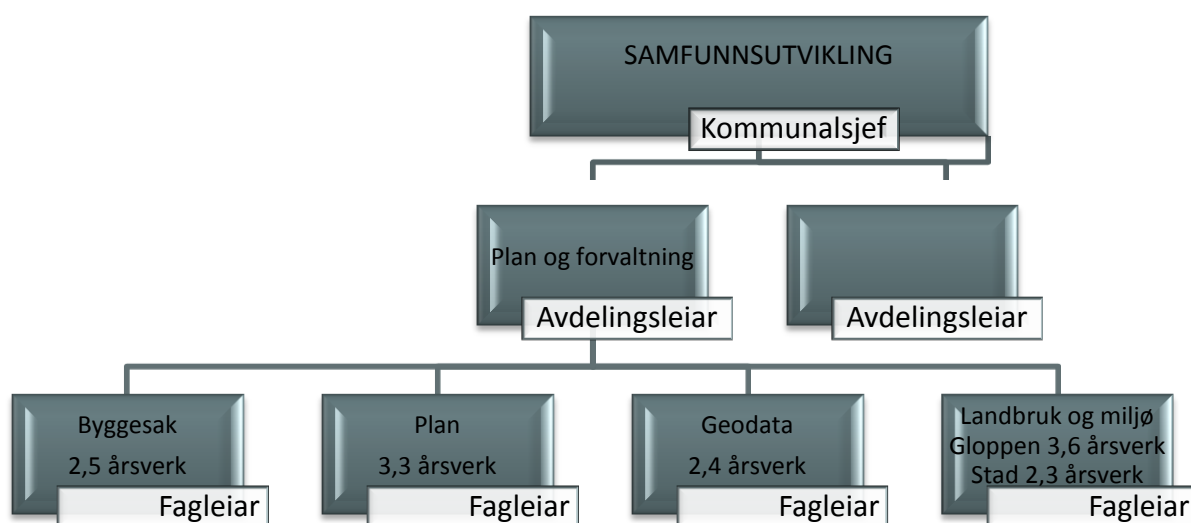 SAMFUNNSUTVIKLING
Kommunalsjef
Plan og forvaltning
Avdelingsleiar
Avdelingsleiar
Byggesak
2,5 årsverk
Fagleiar
Plan
3,3 årsverk
Fagleiar
Geodata
2,4 årsverk
Fagleiar
Landbruk og miljø
Gloppen 3,6 årsverk
Stad 2,3 årsverk
Fagleiar